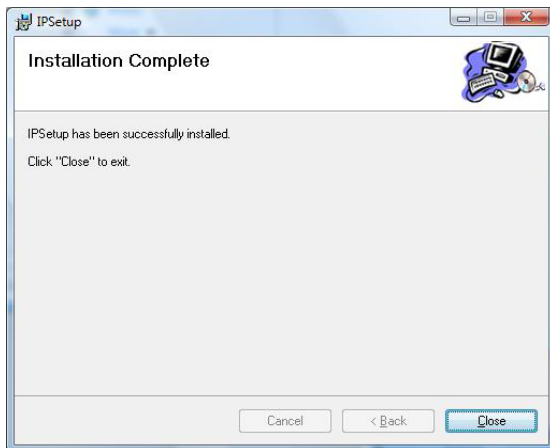 IPSetup
Installation Complete
IPSetup has been successfully installed.
Click "Close" to exit.
Cancel
< Back
Close